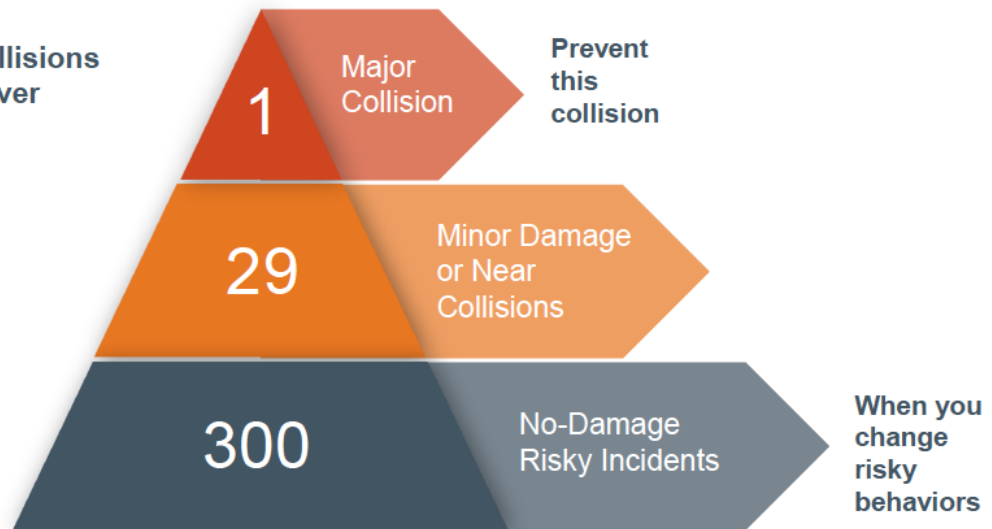 llisions
ver
1
Major
Collision
Prevent
this
collision
29
Minor Damage
or Near
Collisions
300
No-Damage
Risky Incidents
When you
change
risky
behaviors